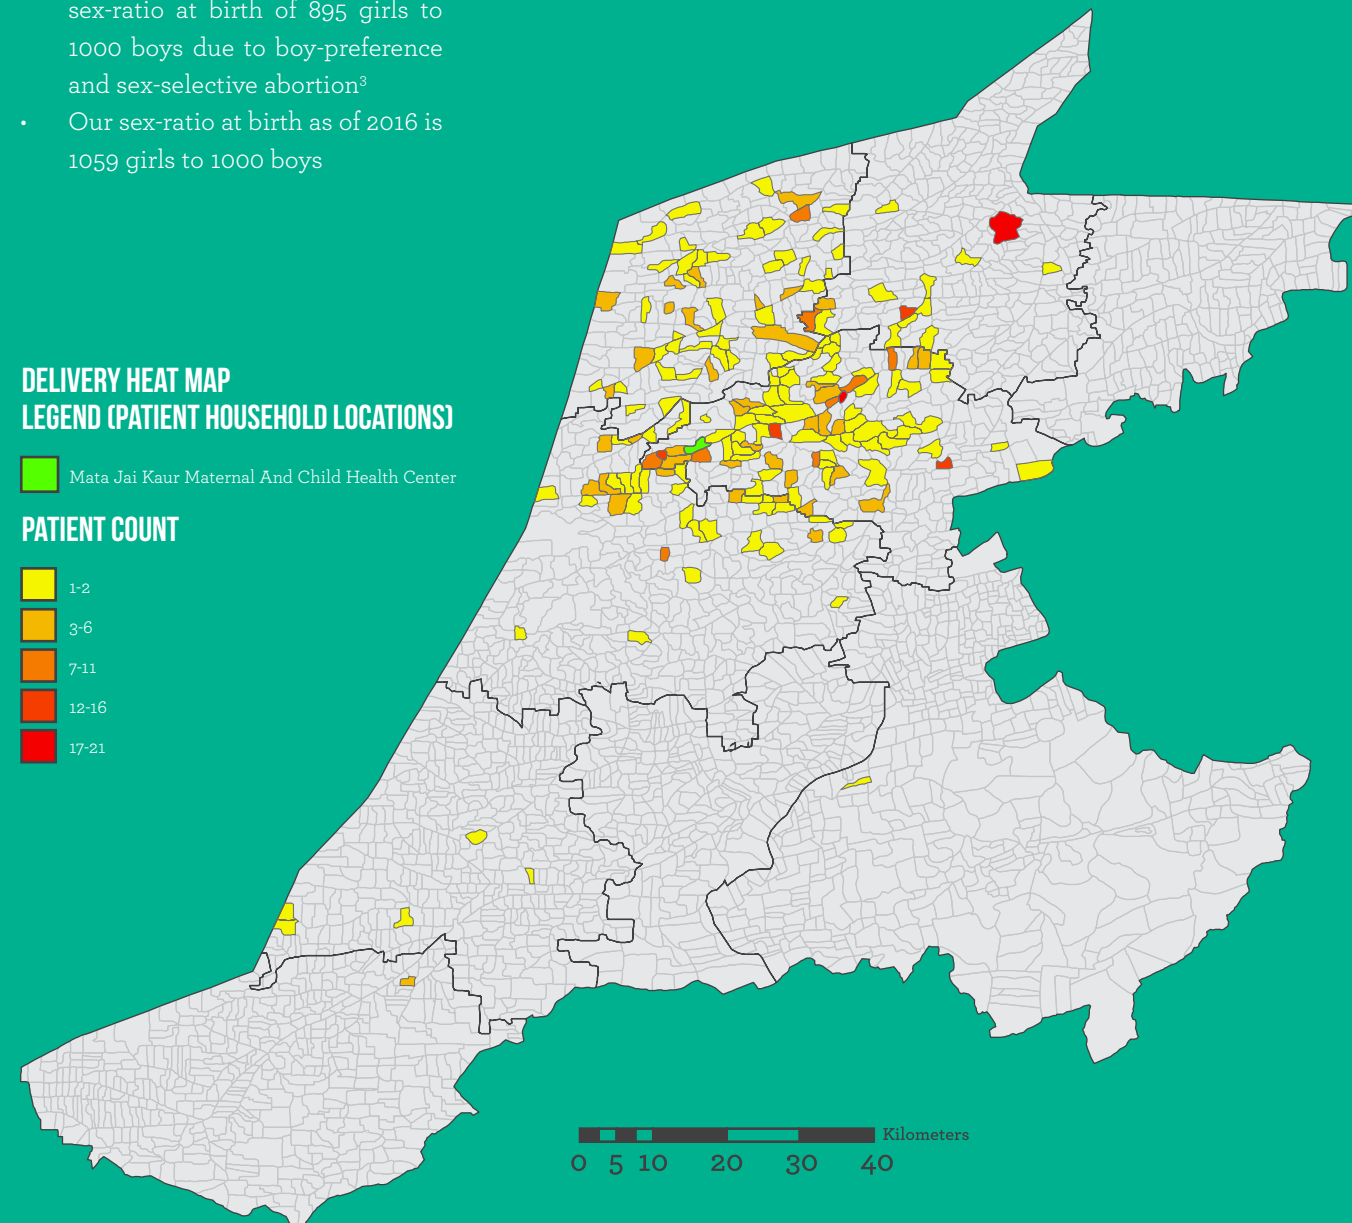 sex-ratio at birth of 895 girls to
1000 boys due to boy-preference
and sex-selective abortion³
• Our sex-ratio at birth as of 2016 is
1059 girls to 1000 boys
DELIVERY HEAT MAP
LEGEND (PATIENT HOUSEHOLD LOCATIONS)
Mata Jai Kaur Maternal And Child Health Center
PATIENT COUNT
1-2
3-6
7-11
12-16
17-21
Kilometers
0 5 10 20 30 40